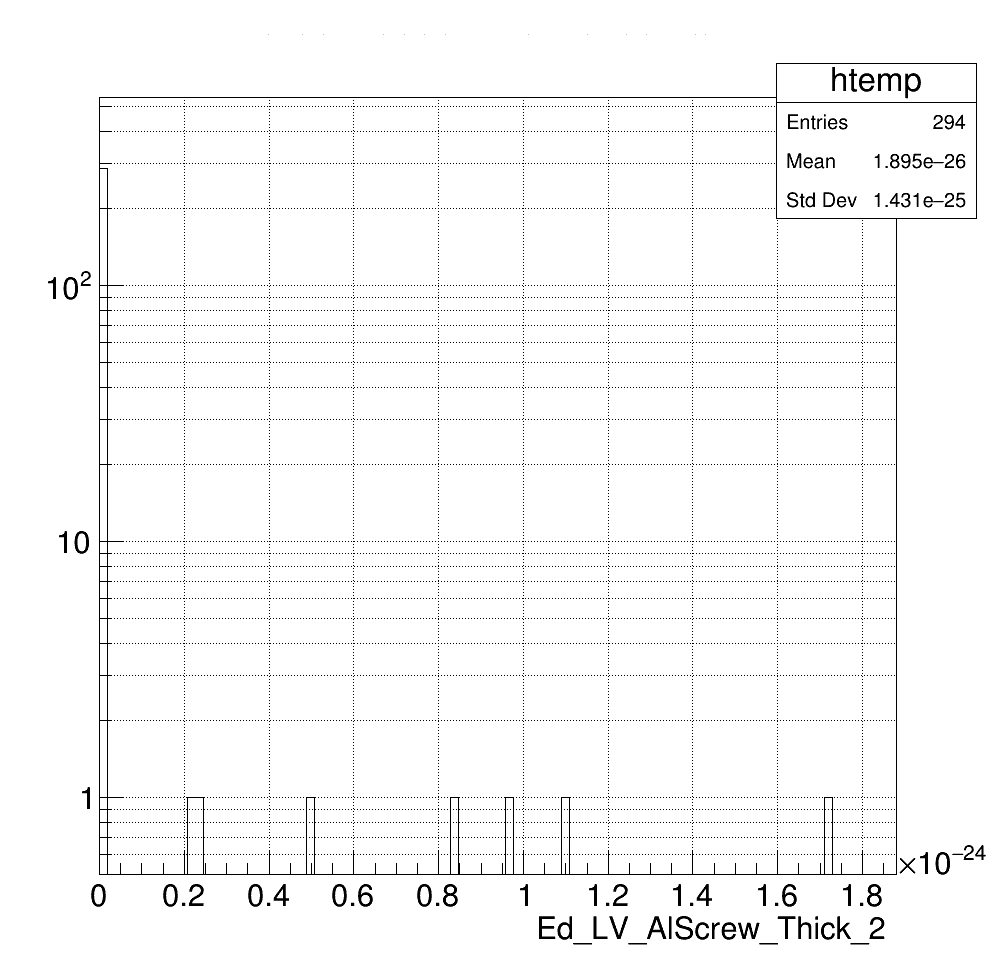 htemp
Entries 294
Mean 1.895e−26
Std Dev 1.431e−25
10²
10
1
0 0.2 0.4 0.6 0.8 1 1.2 1.4 1.6 1.8
×10⁻²⁴
Ed_LV_AlScrew_Thick_2